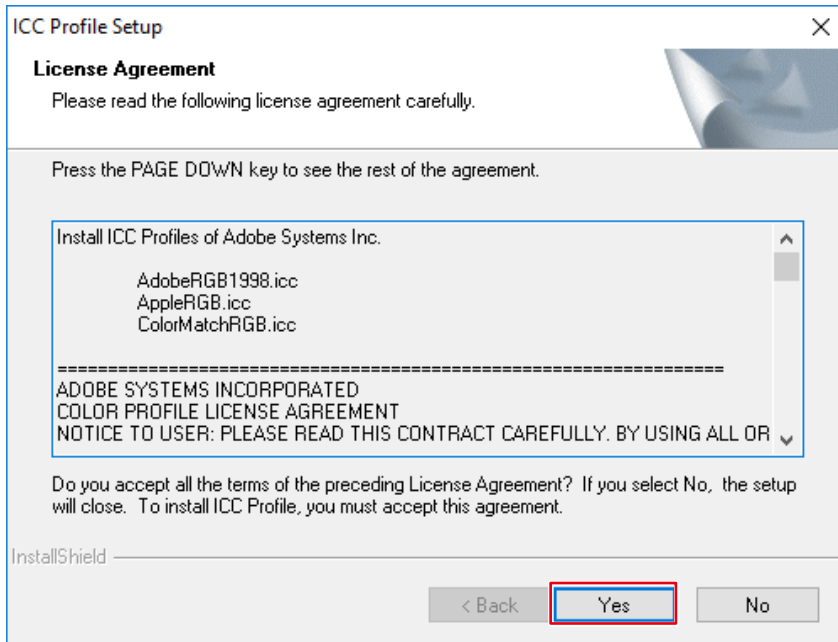 ICC Profile Setup
License Agreement
Please read the following license agreement carefully.
Press the PAGE DOWN key to see the rest of the agreement.
Install ICC Profiles of Adobe Systems Inc.
AdobeRGB1998.icc
AppleRGB.icc
ColorMatchRGB.icc
==================================================================
ADOBE SYSTEMS INCORPORATED
COLOR PROFILE LICENSE AGREEMENT
NOTICE TO USER: PLEASE READ THIS CONTRACT CAREFULLY. BY USING ALL OR
Do you accept all the terms of the preceding License Agreement? If you select No, the setup
will close. To install ICC Profile, you must accept this agreement.
InstallShield
< Back Yes No